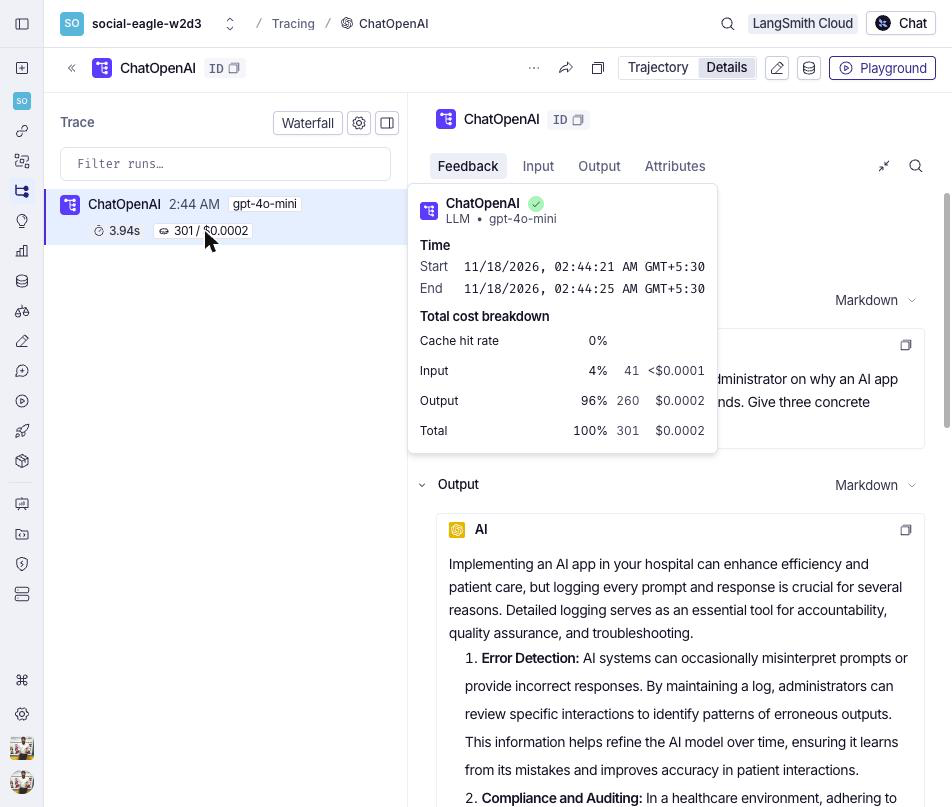 SO social-eagle-w2d3 / Tracing / ChatOpenAI LangSmith Cloud Chat
ChatOpenAI ID ... Trajectory Details Playground
SO
Trace Waterfall
Filter runs…
ChatOpenAI 2:44 AM gpt-4o-mini
3.94s 301 / $0.0002
ChatOpenAI ID
Feedback Input Output Attributes
ChatOpenAI
LLM • gpt-4o-mini
Time
Start 11/18/2026, 02:44:21 AM GMT+5:30
End 11/18/2026, 02:44:25 AM GMT+5:30
Total cost breakdown
Cache hit rate 0%
Input 4% 41 <$0.0001
Output 96% 260 $0.0002
Total 100% 301 $0.0002
Markdown
dministrator on why an AI app
nds. Give three concrete
Output Markdown
AI
Implementing an AI app in your hospital can enhance efficiency and
patient care, but logging every prompt and response is crucial for several
reasons. Detailed logging serves as an essential tool for accountability,
quality assurance, and troubleshooting.
1. Error Detection: AI systems can occasionally misinterpret prompts or
provide incorrect responses. By maintaining a log, administrators can
review specific interactions to identify patterns of erroneous outputs.
This information helps refine the AI model over time, ensuring it learns
from its mistakes and improves accuracy in patient interactions.
2. Compliance and Auditing: In a healthcare environment, adhering to